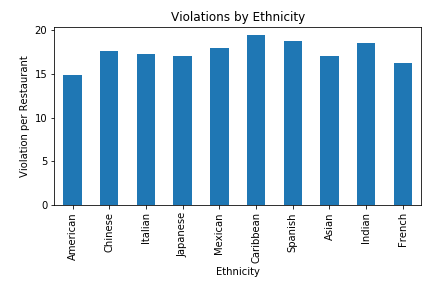 Violations by Ethnicity
Violation per Restaurant
20
15
10
5
0
American
Chinese
Italian
Japanese
Mexican
Caribbean
Spanish
Asian
Indian
French
Ethnicity